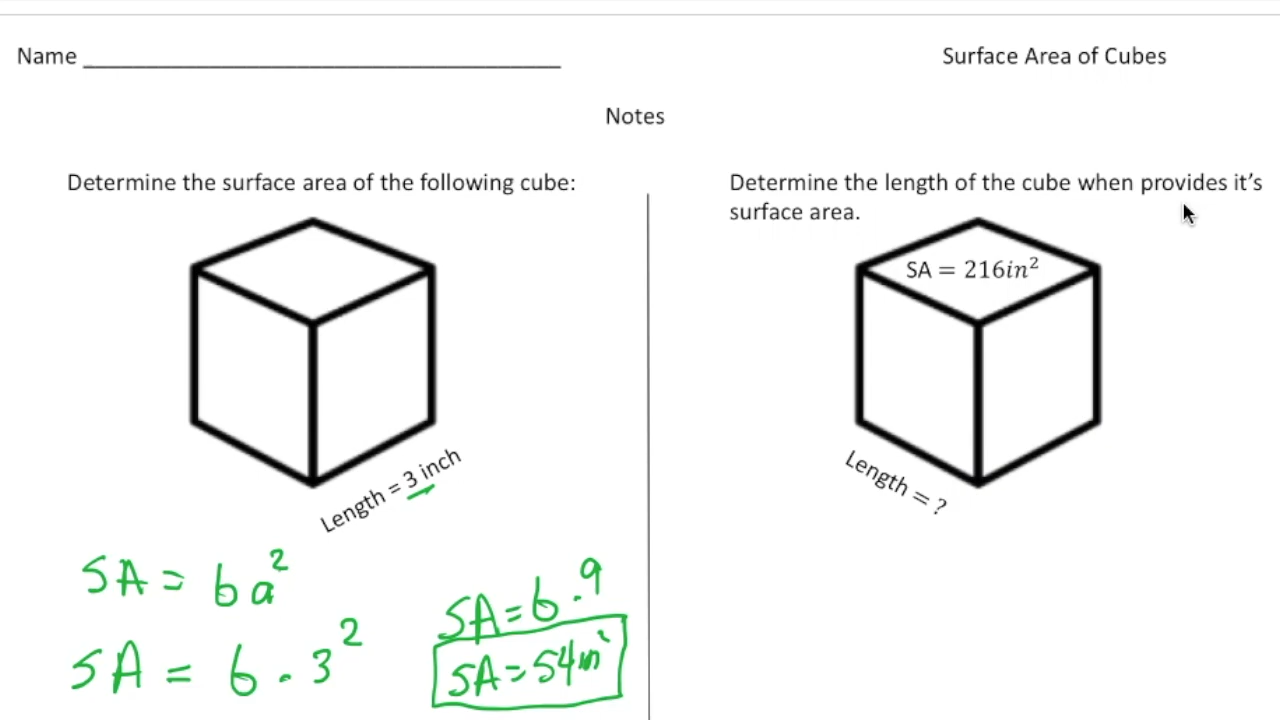 Name ________________________________________
Surface Area of Cubes
Notes
Determine the surface area of the following cube:
Length = 3 inch
SA = 6a²
SA = 6 · 3²
SA = 6 · 9
SA = 54in²
Determine the length of the cube when provides it’s
surface area.
SA = 216in²
Length = ?